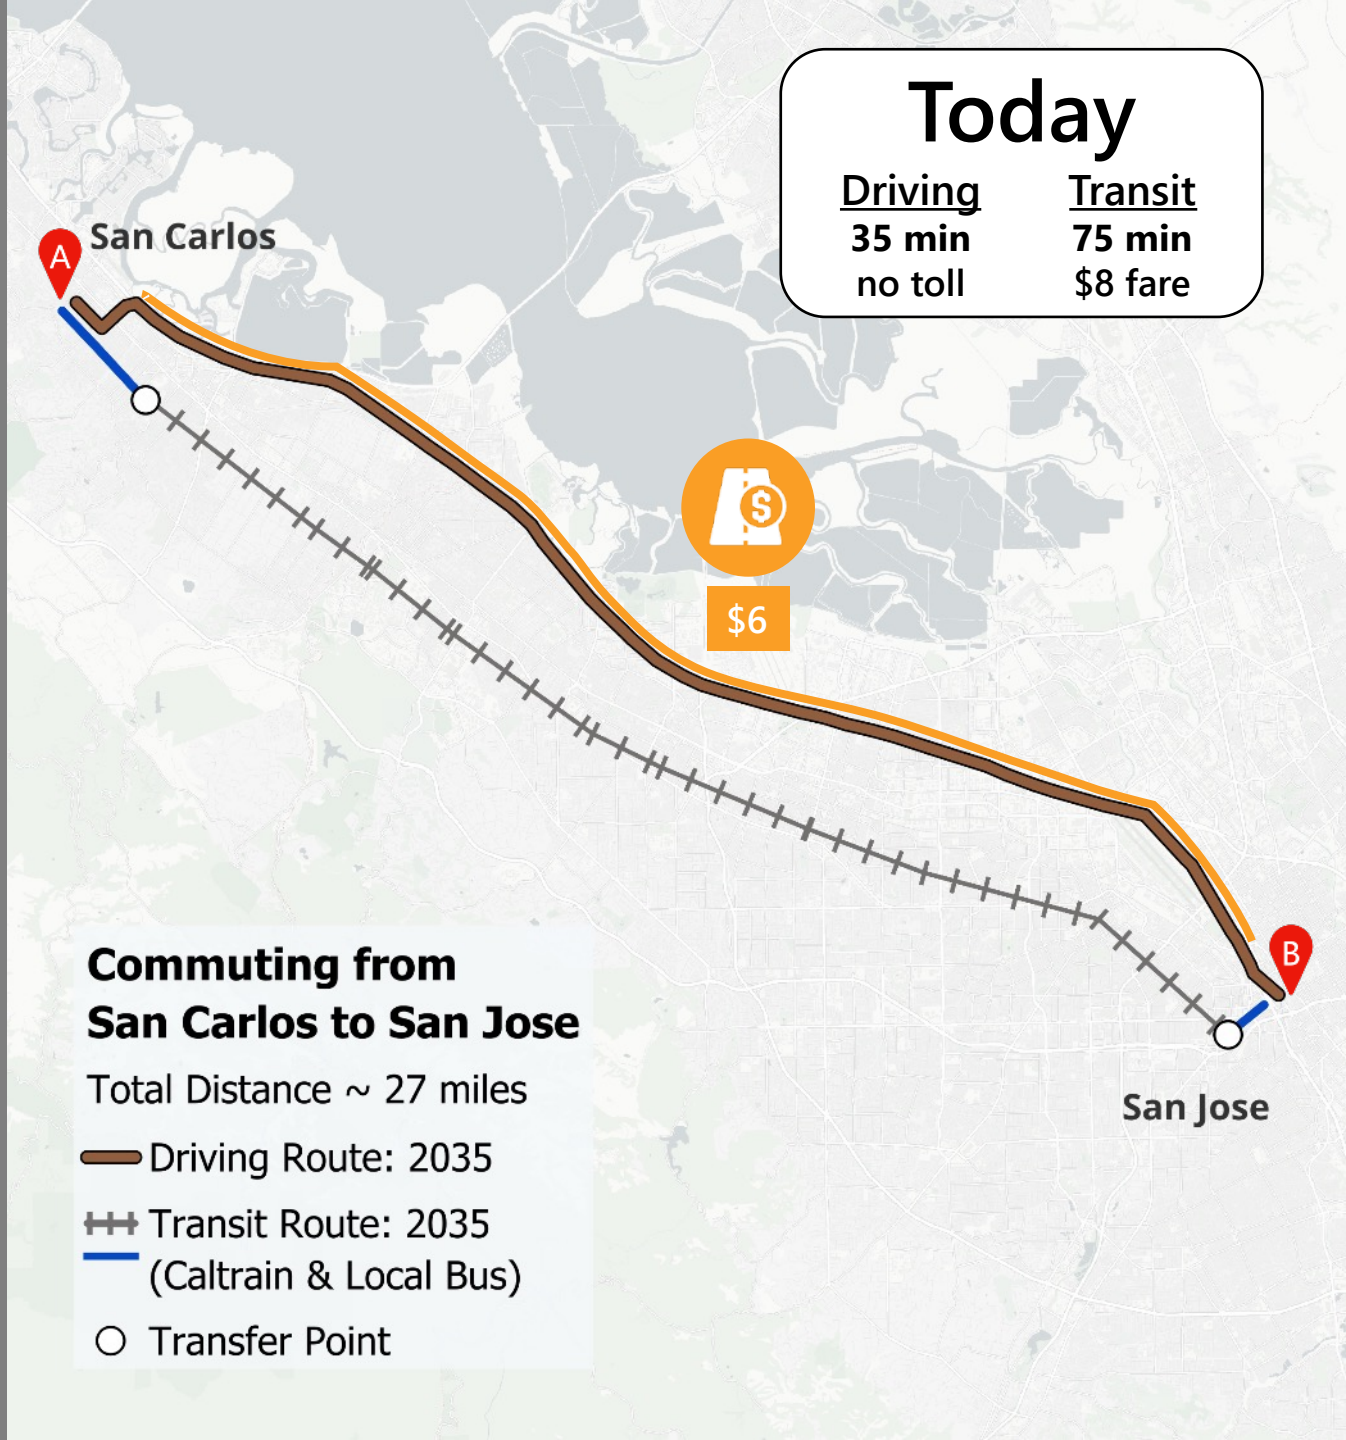 Today
Driving Transit
35 min 75 min
no toll $8 fare
San Carlos
A
$
$6
B
San Jose
Commuting from
San Carlos to San Jose
Total Distance ~ 27 miles
Driving Route: 2035
Transit Route: 2035
(Caltrain & Local Bus)
Transfer Point